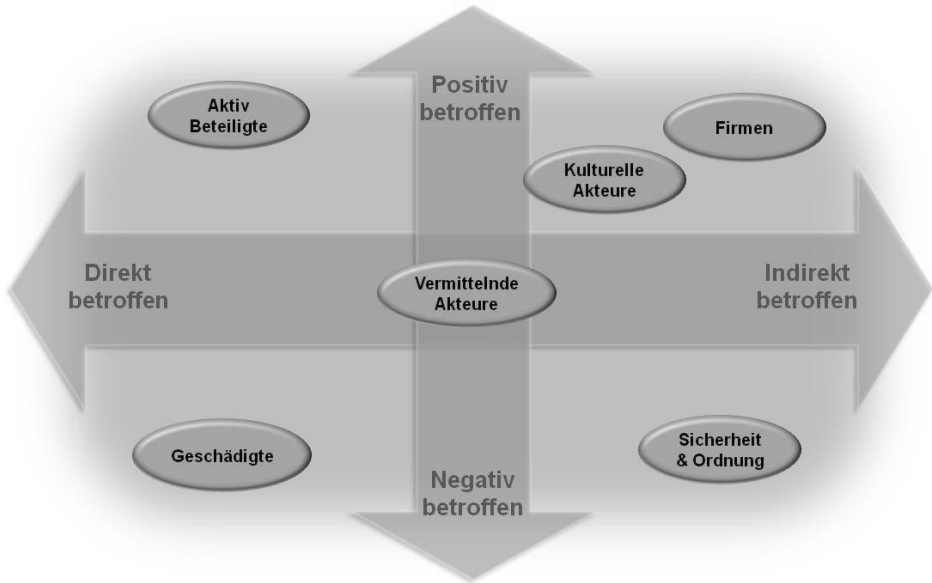 Positiv
betroffen
Aktiv
Beteiligte
Firmen
Kulturelle
Akteure
Direkt
betroffen
Vermittelnde
Akteure
Indirekt
betroffen
Geschädigte
Sicherheit
& Ordnung
Negativ
betroffen